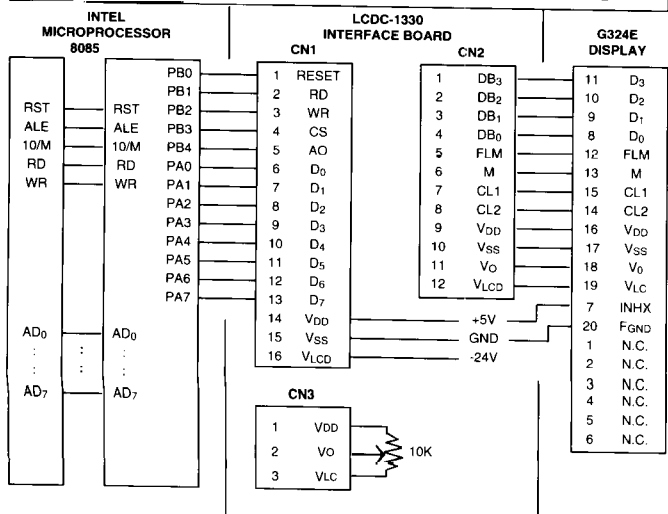 INTEL
MICROPROCESSOR
8085
LCDC-1330
INTERFACE BOARD
G324E
DISPLAY
RST RST
ALE ALE
10/M 10/M
RD RD
WR WR
AD0 AD0
AD7 AD7
PB0
PB1
PB2
PB3
PB4
PA0
PA1
PA2
PA3
PA4
PA5
PA6
PA7
CN1
1 RESET
2 RD
3 WR
4 CS
5 AO
6 D0
7 D1
8 D2
9 D3
10 D4
11 D5
12 D6
13 D7
14 VDD
15 VSS
16 VLCD
+5V
GND
-24V
CN2
1 DB3
2 DB2
3 DB1
4 DB0
5 FLM
6 M
7 CL1
8 CL2
9 VDD
10 VSS
11 VO
12 VLCD
11 D3
10 D2
9 D1
8 D0
12 FLM
13 M
15 CL1
14 CL2
16 VDD
17 VSS
18 V0
19 VLC
7 INHX
20 FGND
1 N.C.
2 N.C.
3 N.C.
4 N.C.
5 N.C.
6 N.C.
CN3
1 VDD
2 VO
3 VLC
10K